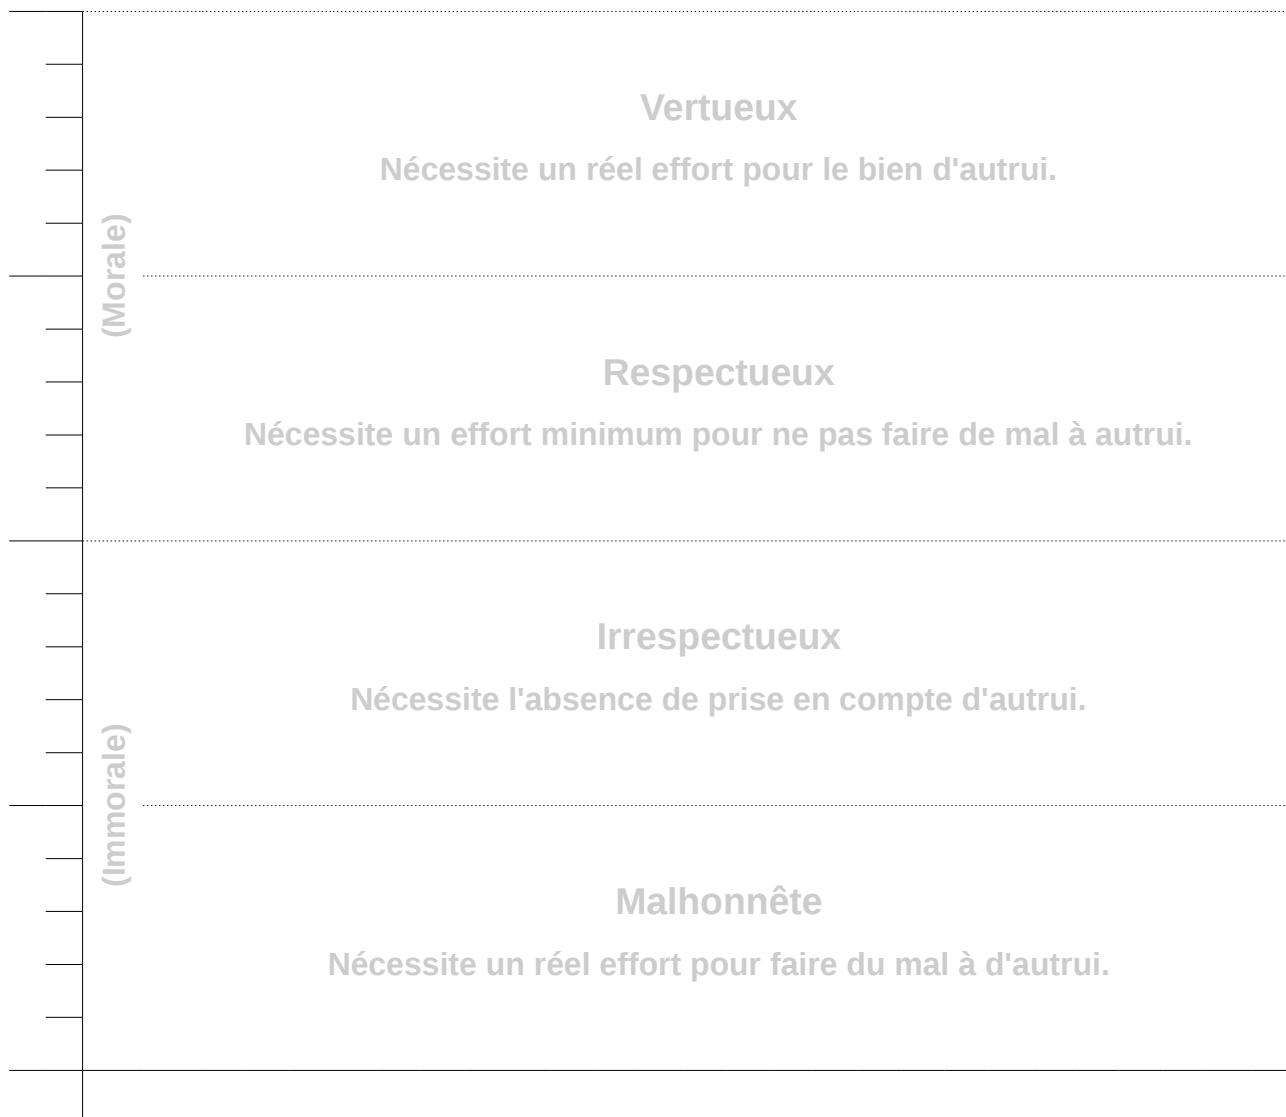 Vertueux
Nécessite un réel effort pour le bien d'autrui.
(Morale)
Respectueux
Nécessite un effort minimum pour ne pas faire de mal à autrui.
Irrespectueux
Nécessite l'absence de prise en compte d'autrui.
(Immorale)
Malhonnête
Nécessite un réel effort pour faire du mal à d'autrui.